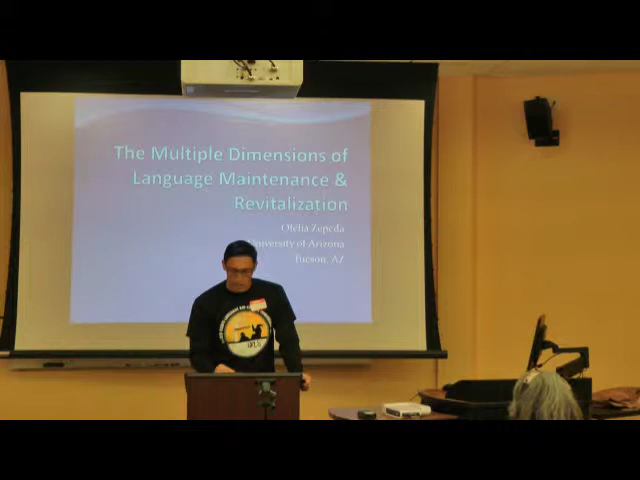 The Multiple Dimensions of
Language Maintenance &
Revitalization
Ofelia Zepeda
University of Arizona
Tucson, AZ